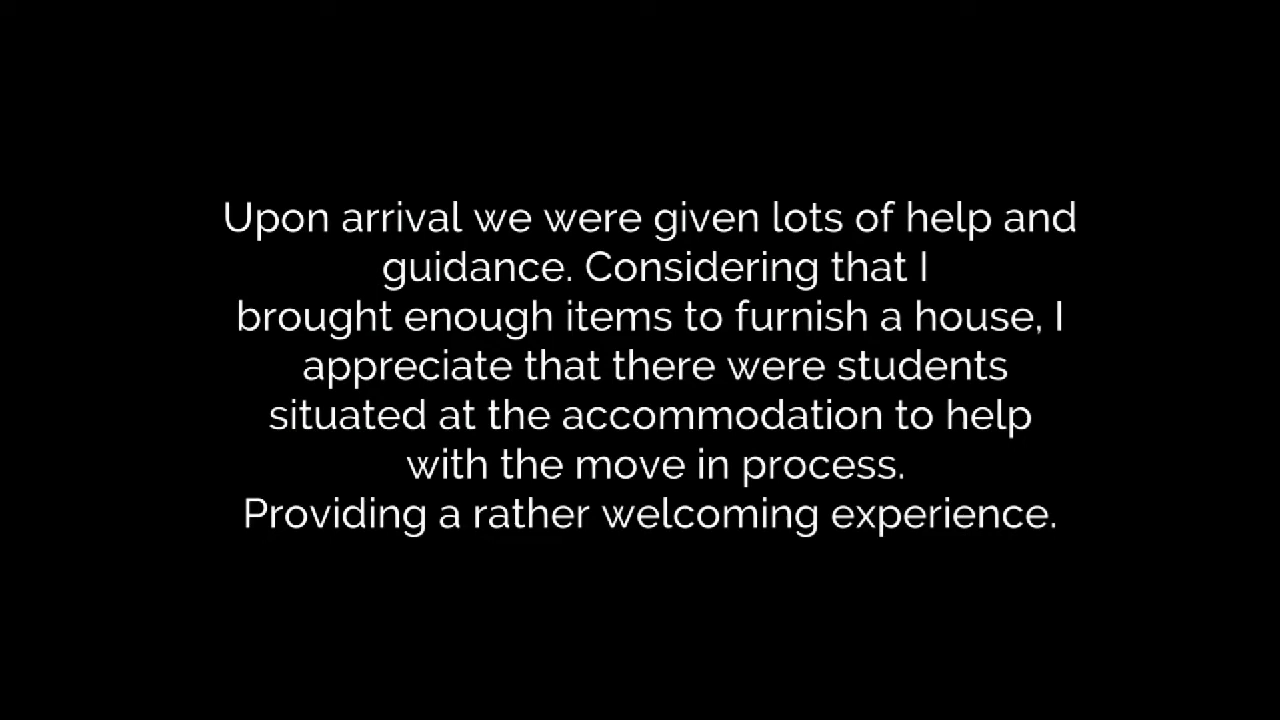 Upon arrival we were given lots of help and
guidance. Considering that I
brought enough items to furnish a house, I
appreciate that there were students
situated at the accommodation to help
with the move in process.
Providing a rather welcoming experience.